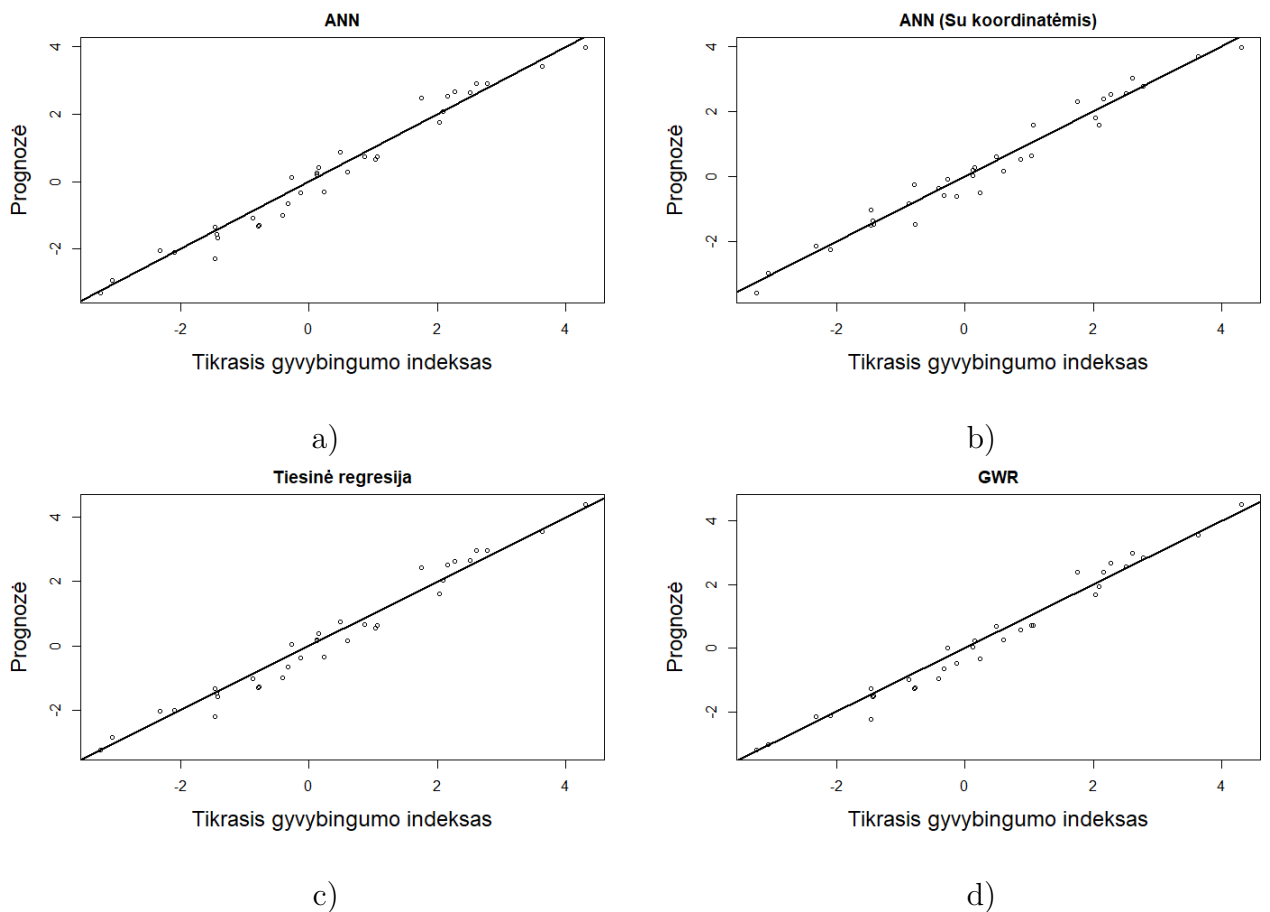 ANN
Prognozė
4
2
0
-2
-2 0 2 4
Tikrasis gyvybingumo indeksas
a)
ANN (Su koordinatėmis)
Prognozė
4
2
0
-2
-2 0 2 4
Tikrasis gyvybingumo indeksas
b)
Tiesinė regresija
Prognozė
4
2
0
-2
-2 0 2 4
Tikrasis gyvybingumo indeksas
c)
GWR
Prognozė
4
2
0
-2
-2 0 2 4
Tikrasis gyvybingumo indeksas
d)